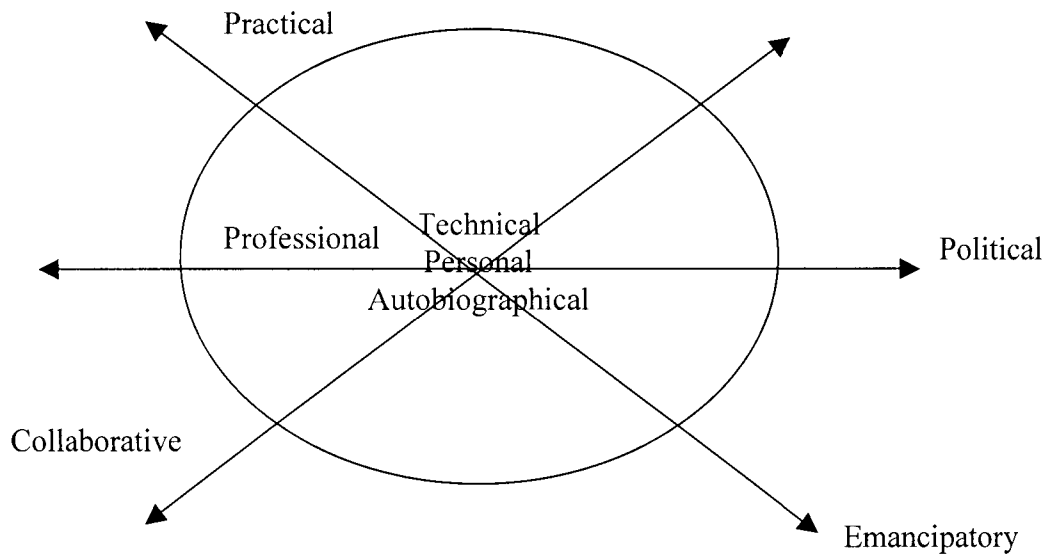 Practical
Professional
Technical
Personal
Autobiographical
Political
Collaborative
Emancipatory